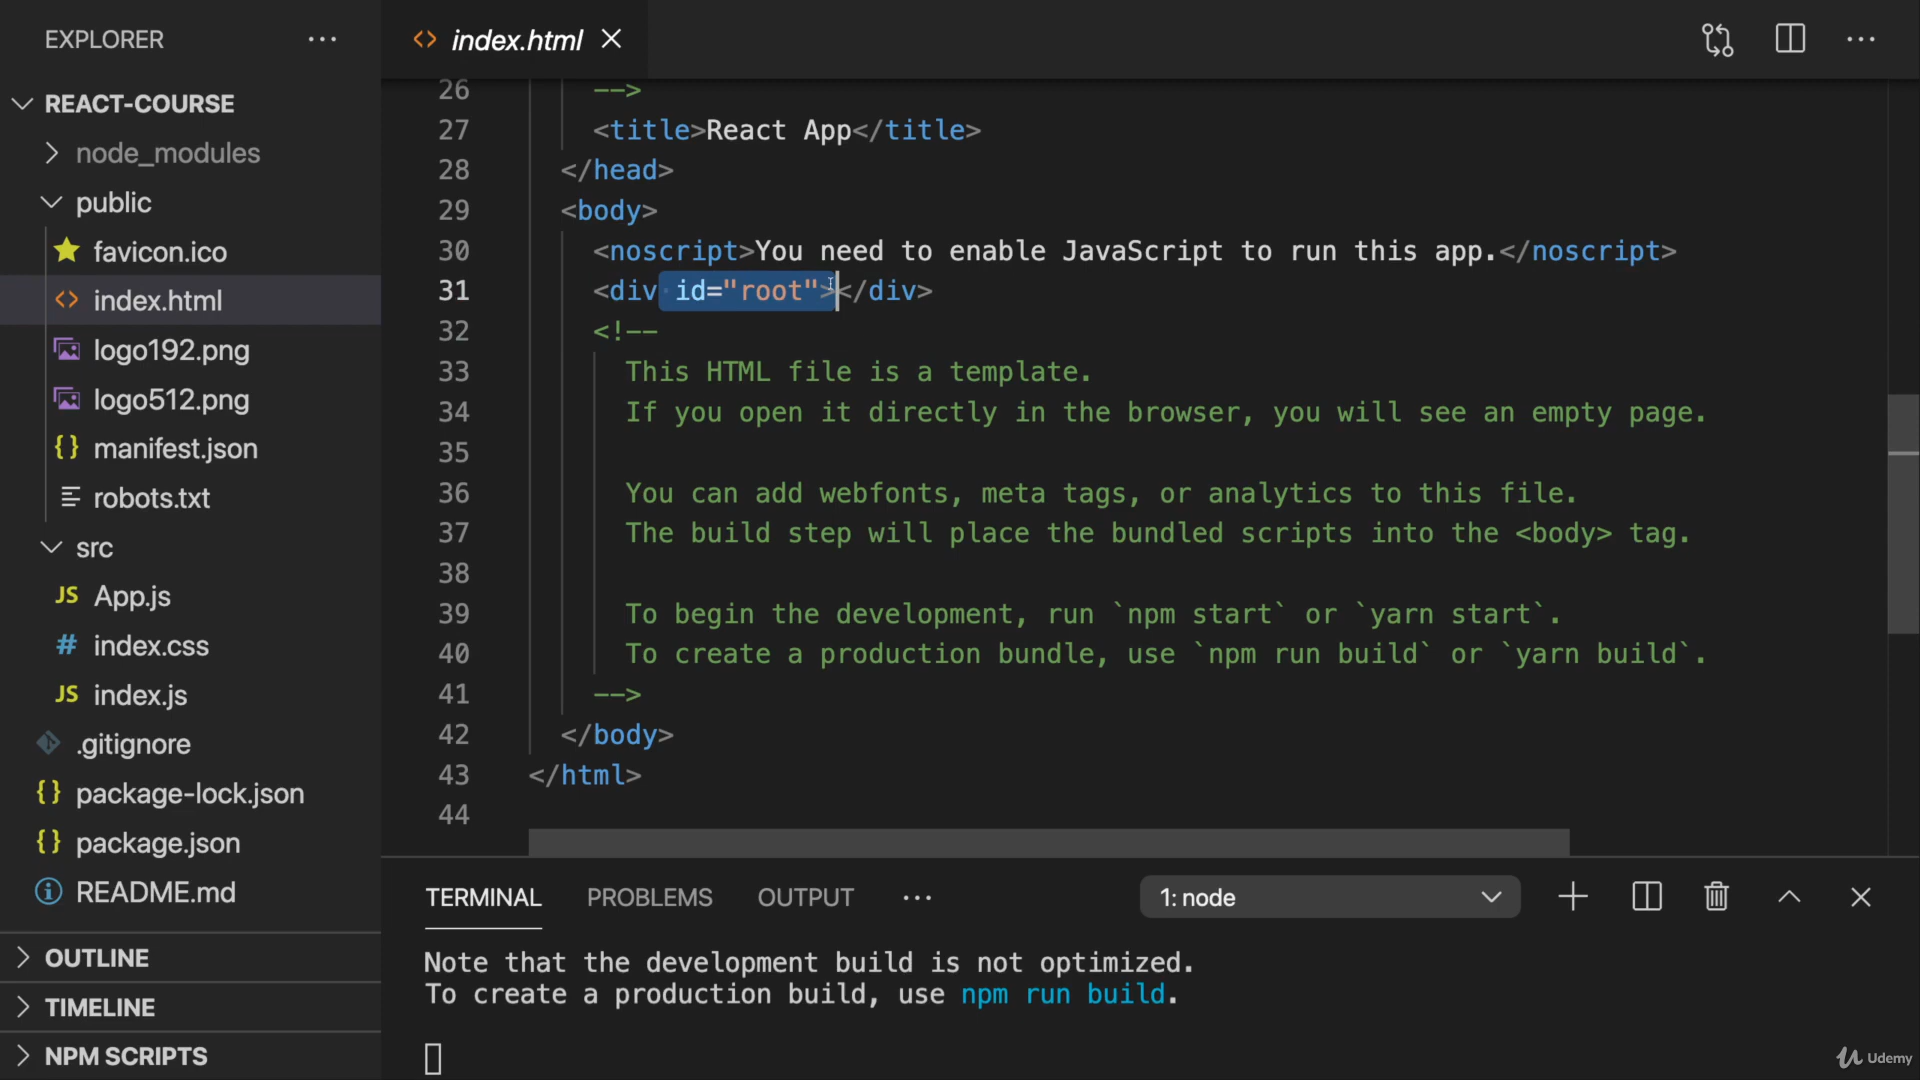 EXPLORER
REACT-COURSE
node_modules
public
favicon.ico
index.html
logo192.png
logo512.png
manifest.json
robots.txt
src
JS App.js
# index.css
JS index.js
.gitignore
{} package-lock.json
{} package.json
README.md
OUTLINE
TIMELINE
NPM SCRIPTS
index.html
26 -->
27 <title>React App</title>
28 </head>
29 <body>
30 <noscript>You need to enable JavaScript to run this app.</noscript>
31 <div id="root"></div>
32 <!--
33 This HTML file is a template.
34 If you open it directly in the browser, you will see an empty page.
35
36 You can add webfonts, meta tags, or analytics to this file.
37 The build step will place the bundled scripts into the <body> tag.
38
39 To begin the development, run `npm start` or `yarn start`.
40 To create a production bundle, use `npm run build` or `yarn build`.
41 -->
42 </body>
43 </html>
44
TERMINAL PROBLEMS OUTPUT ... 1: node
Note that the development build is not optimized.
To create a production build, use npm run build.
Udemy